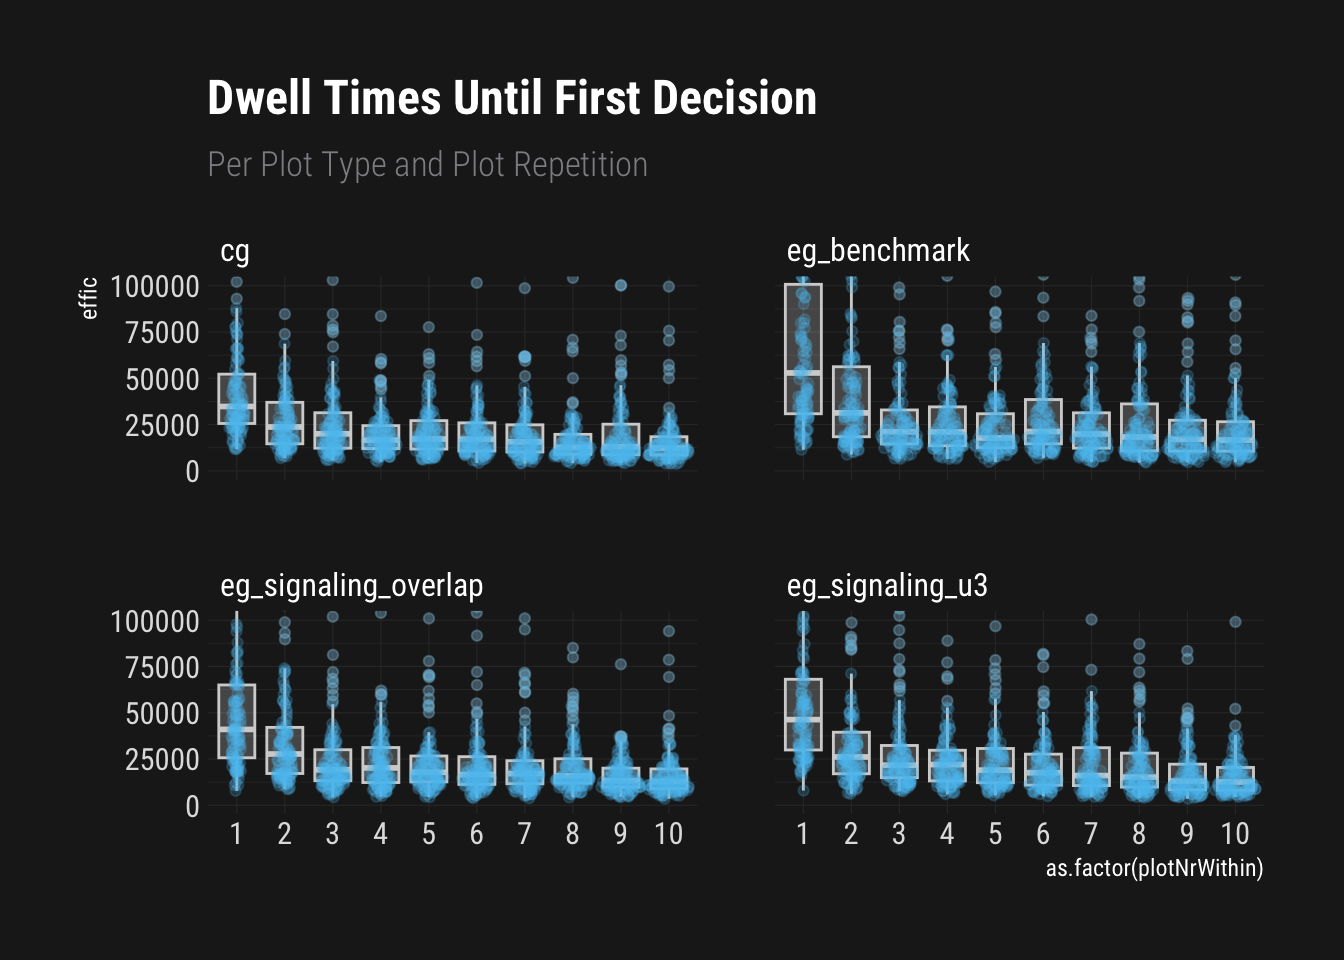 Dwell Times Until First Decision
Per Plot Type and Plot Repetition
cg
eg_benchmark
effic
100000
75000
50000
25000
0
eg_signaling_overlap
eg_signaling_u3
100000
75000
50000
25000
0
1 2 3 4 5 6 7 8 9 10
1 2 3 4 5 6 7 8 9 10
as.factor(plotNrWithin)